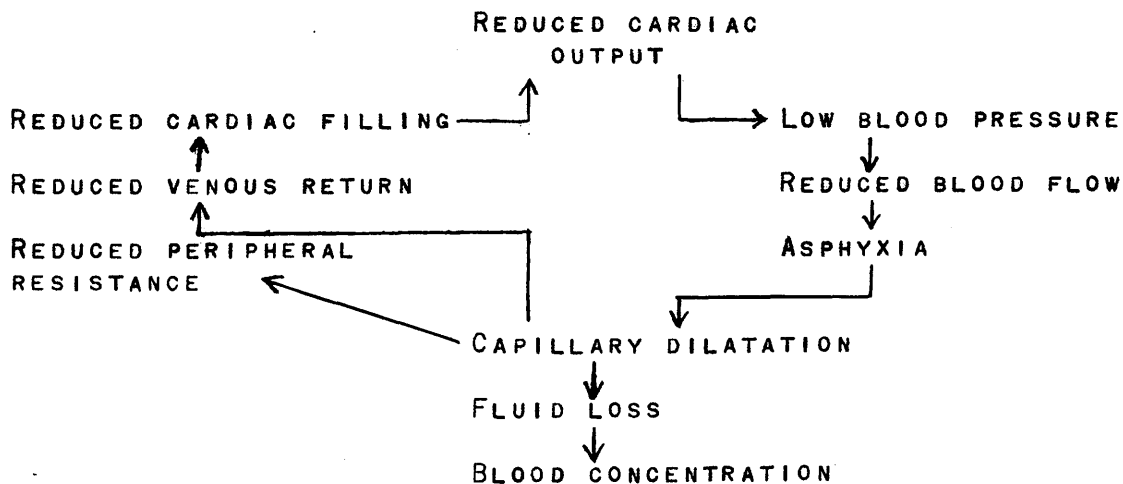 REDUCED CARDIAC
OUTPUT
REDUCED CARDIAC FILLING
LOW BLOOD PRESSURE
REDUCED VENOUS RETURN
REDUCED BLOOD FLOW
REDUCED PERIPHERAL
RESISTANCE
ASPHYXIA
CAPILLARY DILATATION
FLUID LOSS
BLOOD CONCENTRATION